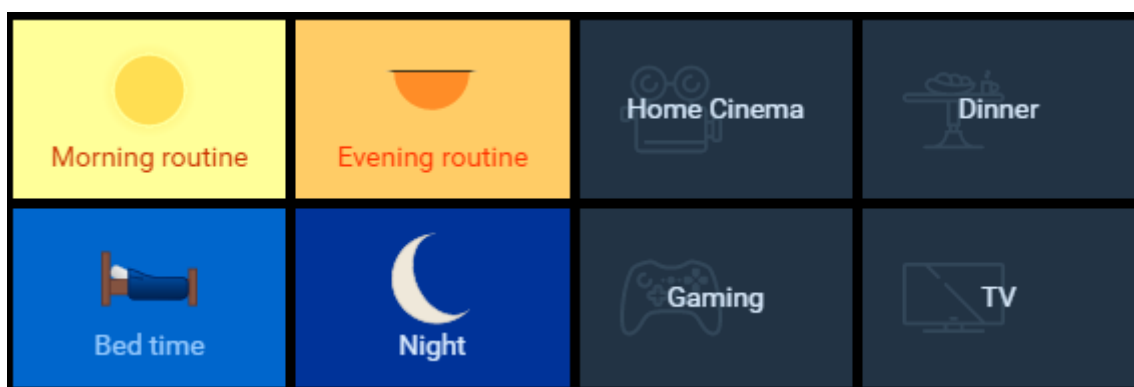 Morning routine
Evening routine
Home Cinema
Dinner
Bed time
Night
Gaming
TV